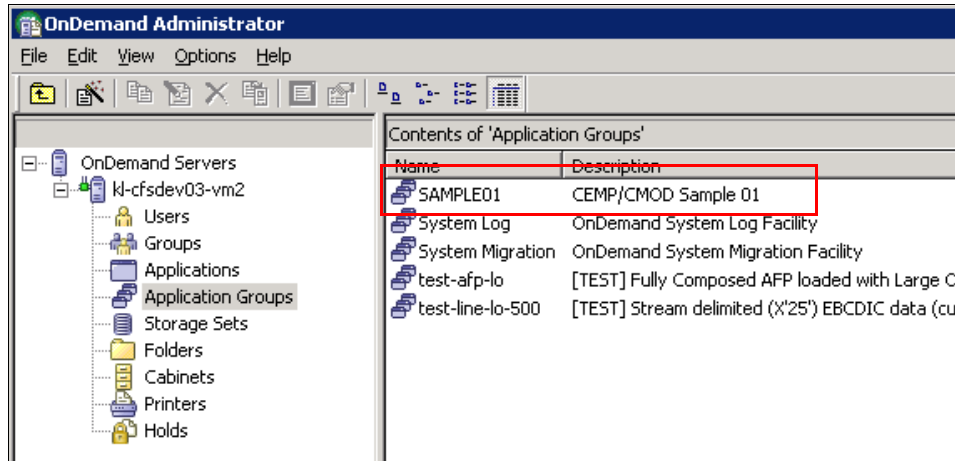 OnDemand Administrator
File Edit View Options Help
Contents of 'Application Groups'
Name Description
OnDemand Servers
kl-cfsdev03-vm2
Users
Groups
Applications
Application Groups
Storage Sets
Folders
Cabinets
Printers
Holds
SAMPLE01 CEMP/CMOD Sample 01
System Log OnDemand System Log Facility
System Migration OnDemand System Migration Facility
test-afp-lo [TEST] Fully Composed AFP loaded with Large O
test-line-lo-500 [TEST] Stream delimited (X'25') EBCDIC data (cu